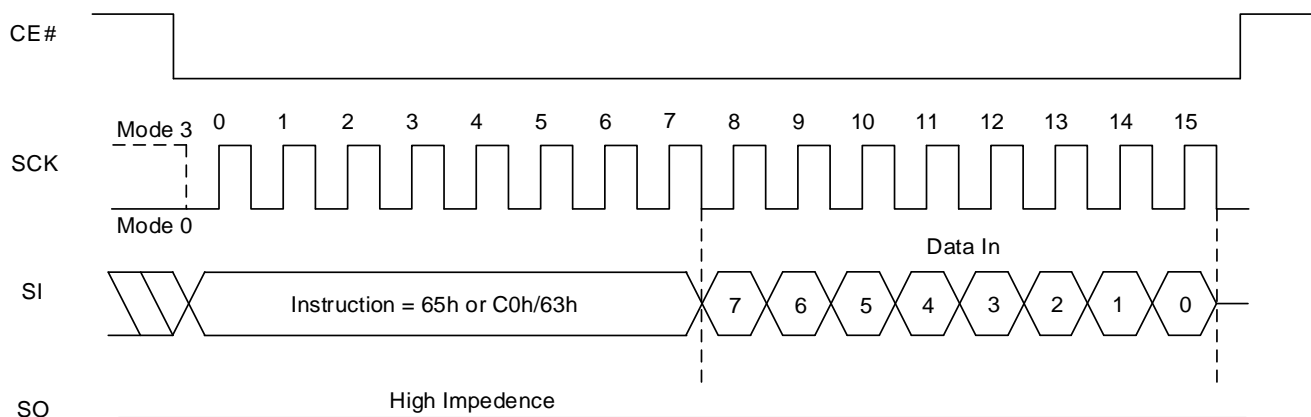 CE#
Mode 3 0 1 2 3 4 5 6 7 8 9 10 11 12 13 14 15
SCK
Mode 0
Data In
SI Instruction = 65h or C0h/63h 7 6 5 4 3 2 1 0
High Impedence
SO